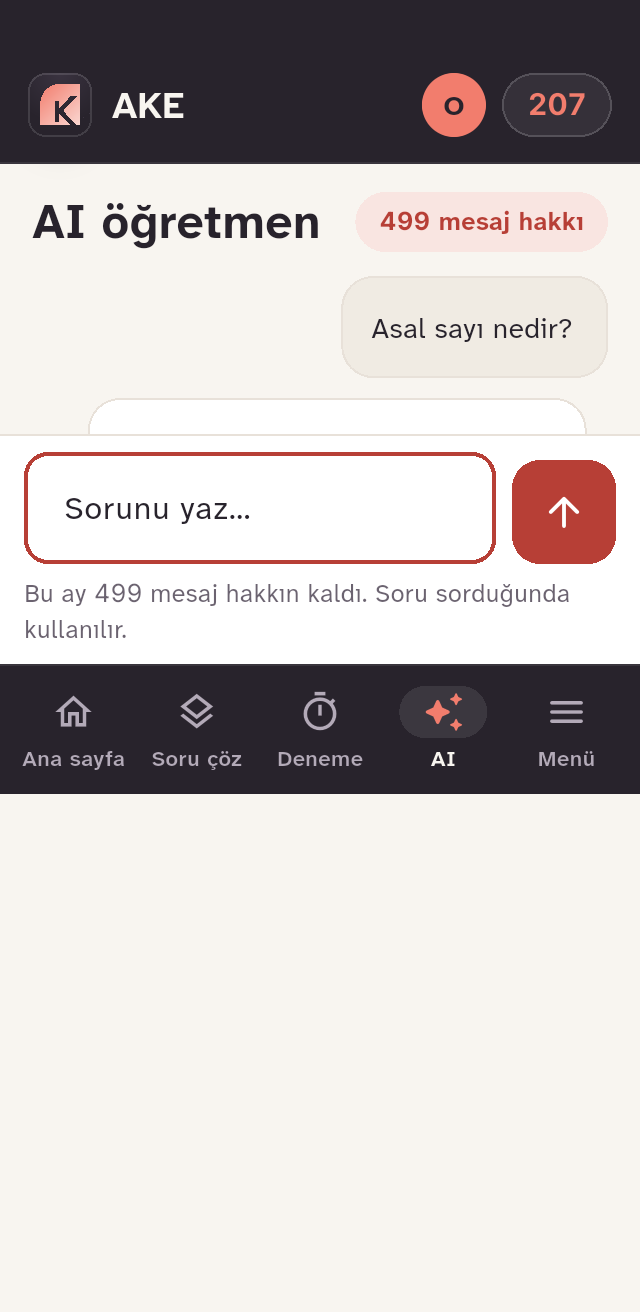 AKE
O
207
AI öğretmen
499 mesaj hakkı
Asal sayı nedir?
Sorunu yaz...
Bu ay 499 mesaj hakkın kaldı. Soru sorduğunda
kullanılır.
Ana sayfa
Soru çöz
Deneme
AI
Menü